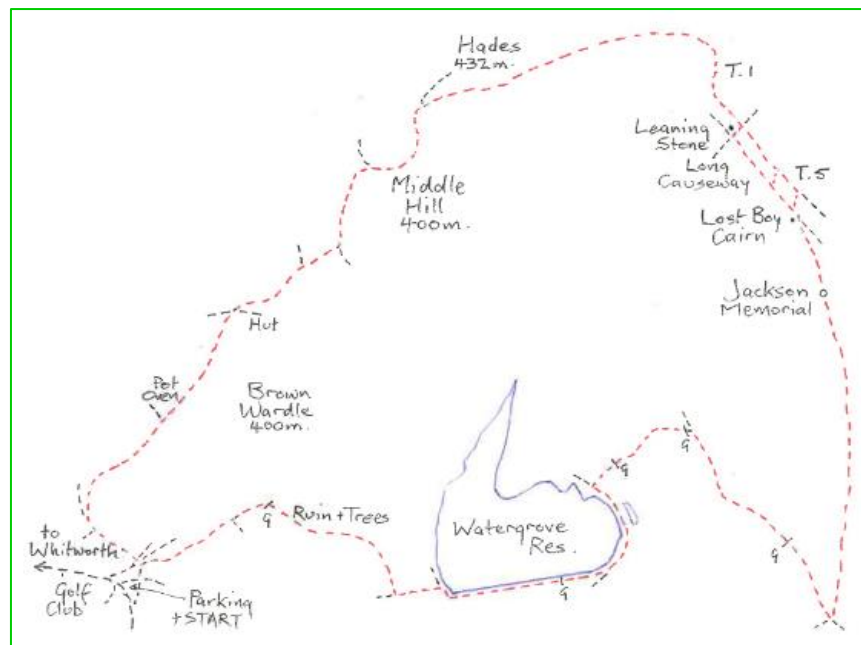 Hades
432m.
T.1
Leaning
Stone
Long
Causeway
T.5
Middle
Hill
400m.
Lost Boy
Cairn
Jackson
Memorial
Hut
Pot
Oven
Brown
Wardle
400m.
G
G
G
Ruin + Trees
Watergrove
Res.
G
G
to
Whitworth
Golf
Club
Parking
+START